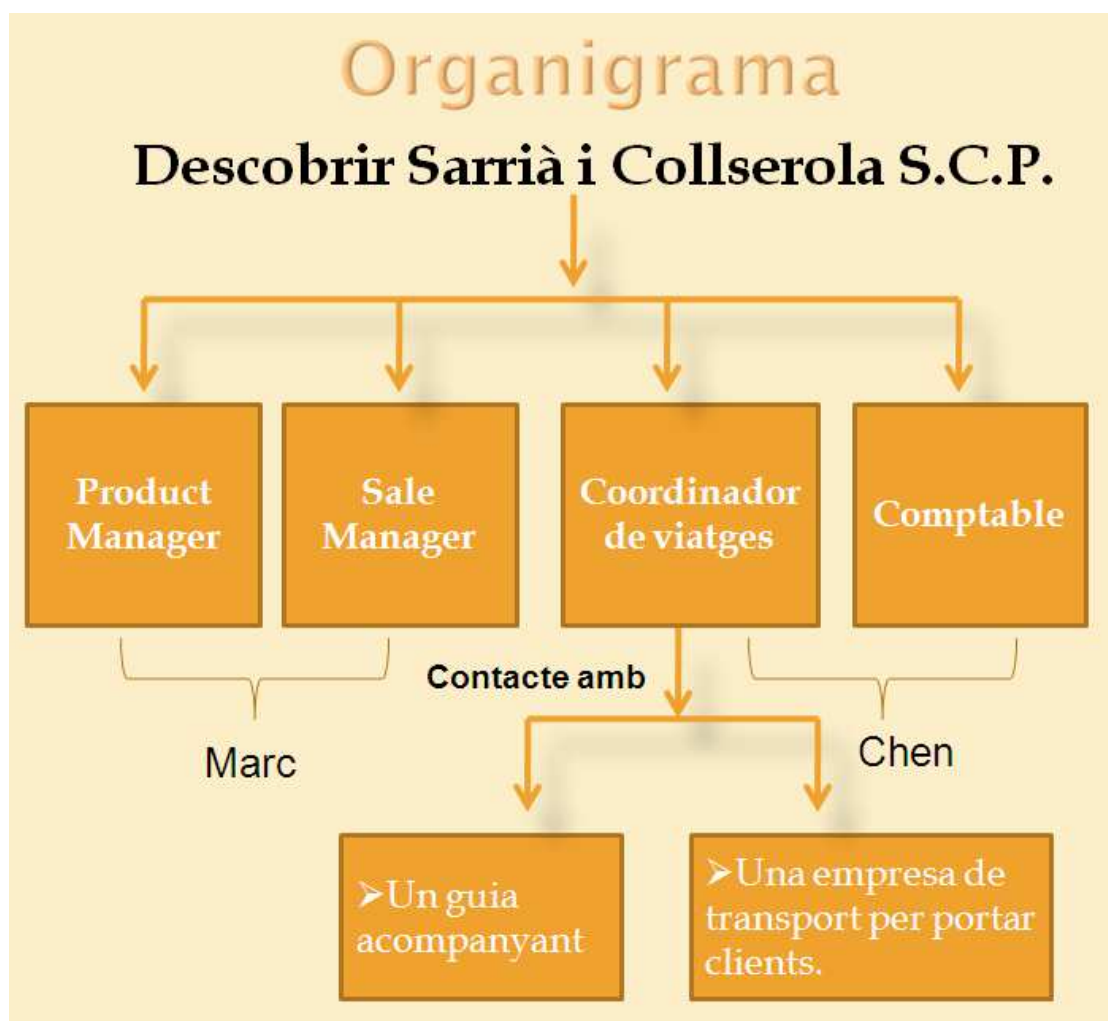 Organigrama
Descobrir Sarrià i Collserola S.C.P.
Product
Manager
Sale
Manager
Coordinador
de viatges
Comptable
Contacte amb
Marc
Chen
➢Un guia
acompanyant
➢Una empresa de
transport per portar
clients.